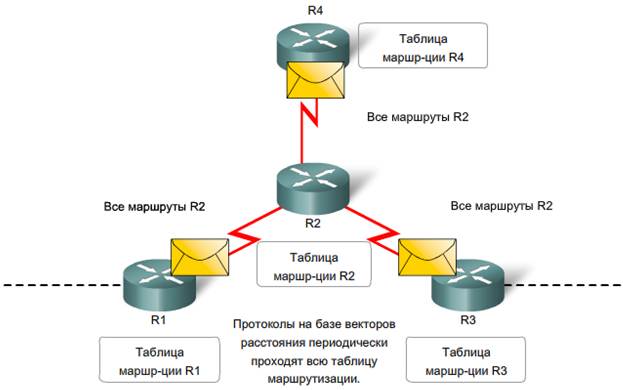 R4
Таблица
маршр-ции R4
Все маршруты R2
R2
Все маршруты R2
Все маршруты R2
Таблица
маршр-ции R2
R1
R3
Протоколы на базе векторов
расстояния периодически
проходят всю таблицу
маршрутизации.
Таблица
маршр-ции R1
Таблица
маршр-ции R3